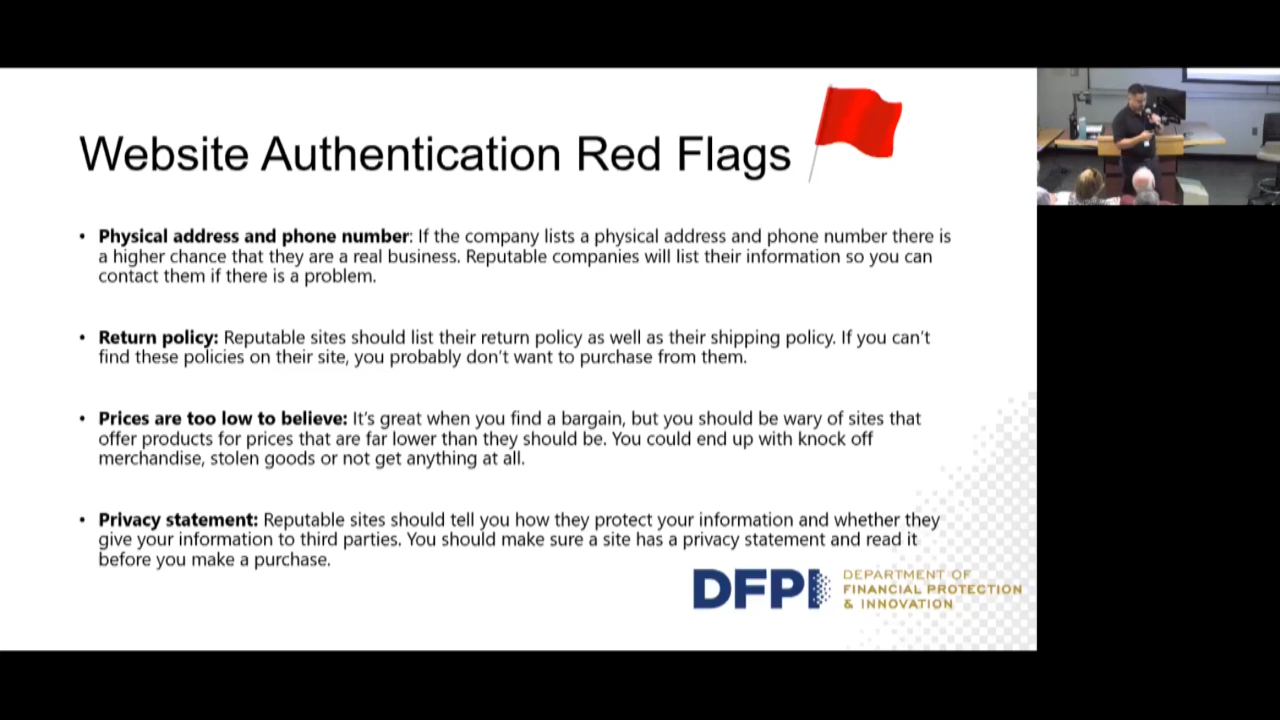 Website Authentication Red Flags
• Physical address and phone number: If the company lists a physical address and phone number there is
a higher chance that they are a real business. Reputable companies will list their information so you can
contact them if there is a problem.
• Return policy: Reputable sites should list their return policy as well as their shipping policy. If you can't
find these policies on their site, you probably don't want to purchase from them.
• Prices are too low to believe: It's great when you find a bargain, but you should be wary of sites that
offer products for prices that are far lower than they should be. You could end up with knock off
merchandise, stolen goods or not get anything at all.
• Privacy statement: Reputable sites should tell you how they protect your information and whether they
give your information to third parties. You should make sure a site has a privacy statement and read it
before you make a purchase.
DFPI
DEPARTMENT OF
FINANCIAL PROTECTION
& INNOVATION